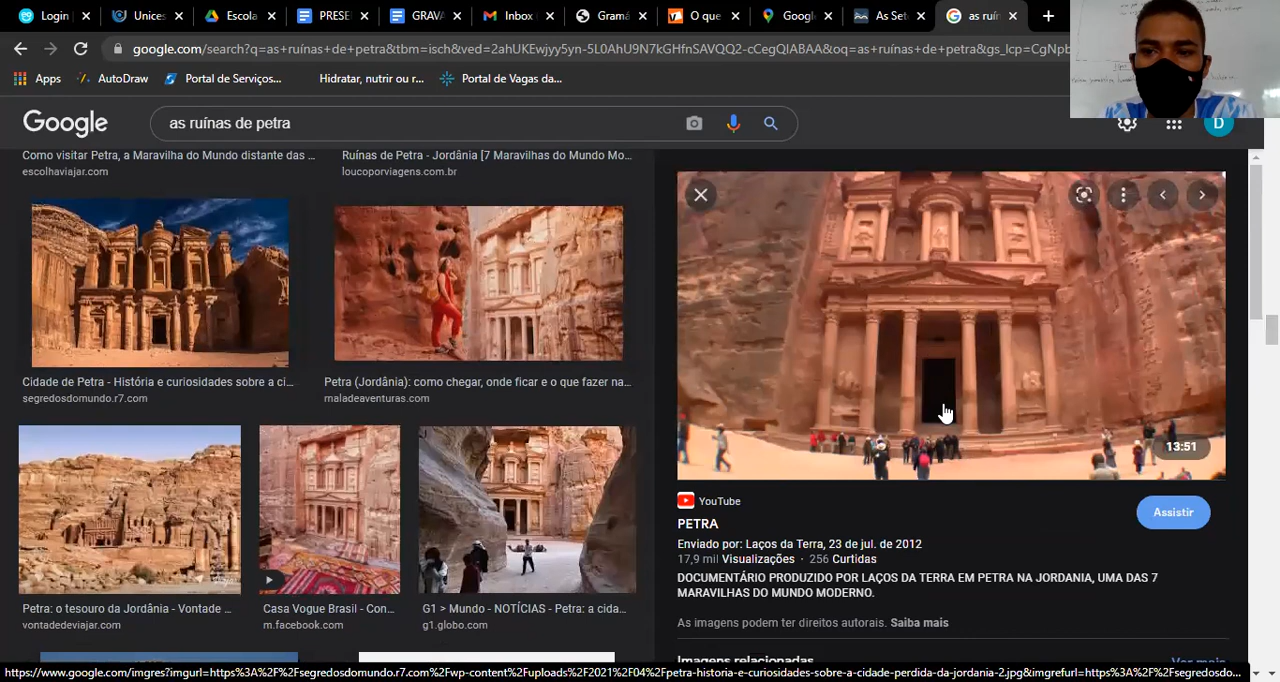 Login
Unices
Escola
PRESE
GRAVA
Inbox (
Gramá
O que
Google
As Set
as ruín
google.com/search?q=as+ruínas+de+petra&tbm=isch&ved=2ahUKEwjyy5yn-5L0AhU9N7kGHfnSAVQQ2-cCegQIABAA&oq=as+ruínas+de+petra&gs_lcp=CgNpb
Apps
AutoDraw
Portal de Serviços...
Hidratar, nutrir ou r...
Portal de Vagas da...
Google
as ruínas de petra
D
Como visitar Petra, a Maravilha do Mundo distante das ...
escolhaviajar.com
Ruínas de Petra - Jordânia [7 Maravilhas do Mundo Mo...
loucoporviagens.com.br
Cidade de Petra - História e curiosidades sobre a ci...
segredosdomundo.r7.com
Petra (Jordânia): como chegar, onde ficar e o que fazer na...
maladeaventuras.com
Petra: o tesouro da Jordânia - Vontade ...
vontadedeviajar.com
Casa Vogue Brasil - Con...
m.facebook.com
G1 > Mundo - NOTÍCIAS - Petra: a cida...
g1.globo.com
13:51
YouTube
Assistir
PETRA
Enviado por: Laços da Terra, 23 de jul. de 2012
17,9 mil Visualizações · 256 Curtidas
DOCUMENTÁRIO PRODUZIDO POR LAÇOS DA TERRA EM PETRA NA JORDANIA, UMA DAS 7
MARAVILHAS DO MUNDO MODERNO.
As imagens podem ter direitos autorais. Saiba mais
Imagens relacionadas
Ver mais
https://www.google.com/imgres?imgurl=https%3A%2F%2Fsegredosdomundo.r7.com%2Fwp-content%2Fuploads%2F2021%2F04%2Fpetra-historia-e-curiosidades-sobre-a-cidade-perdida-da-jordania-2.jpg&imgrefurl=https%3A%2F%2Fsegredosdo...